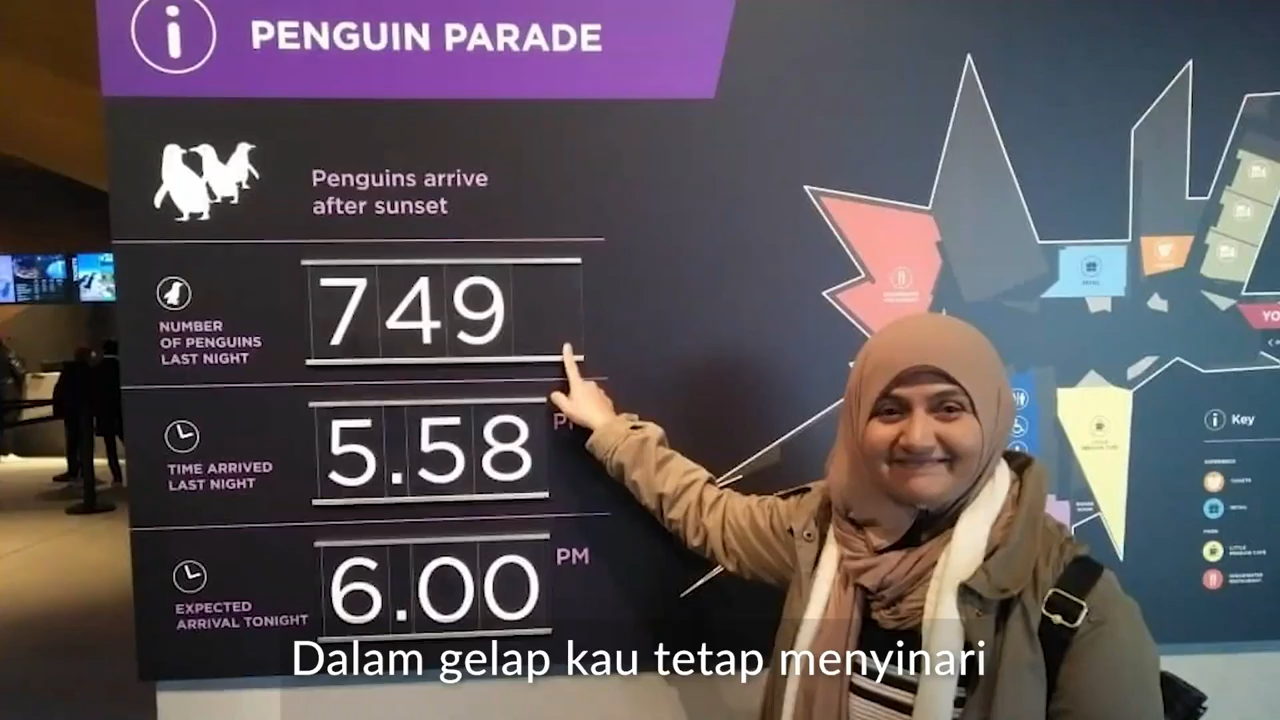 PENGUIN PARADE
Penguins arrive
after sunset
NUMBER
OF PENGUINS
LAST NIGHT
749
TIME ARRIVED
LAST NIGHT
5.58
EXPECTED
ARRIVAL TONIGHT
6.00 PM
YO
Key
Dalam gelap kau tetap menyinari